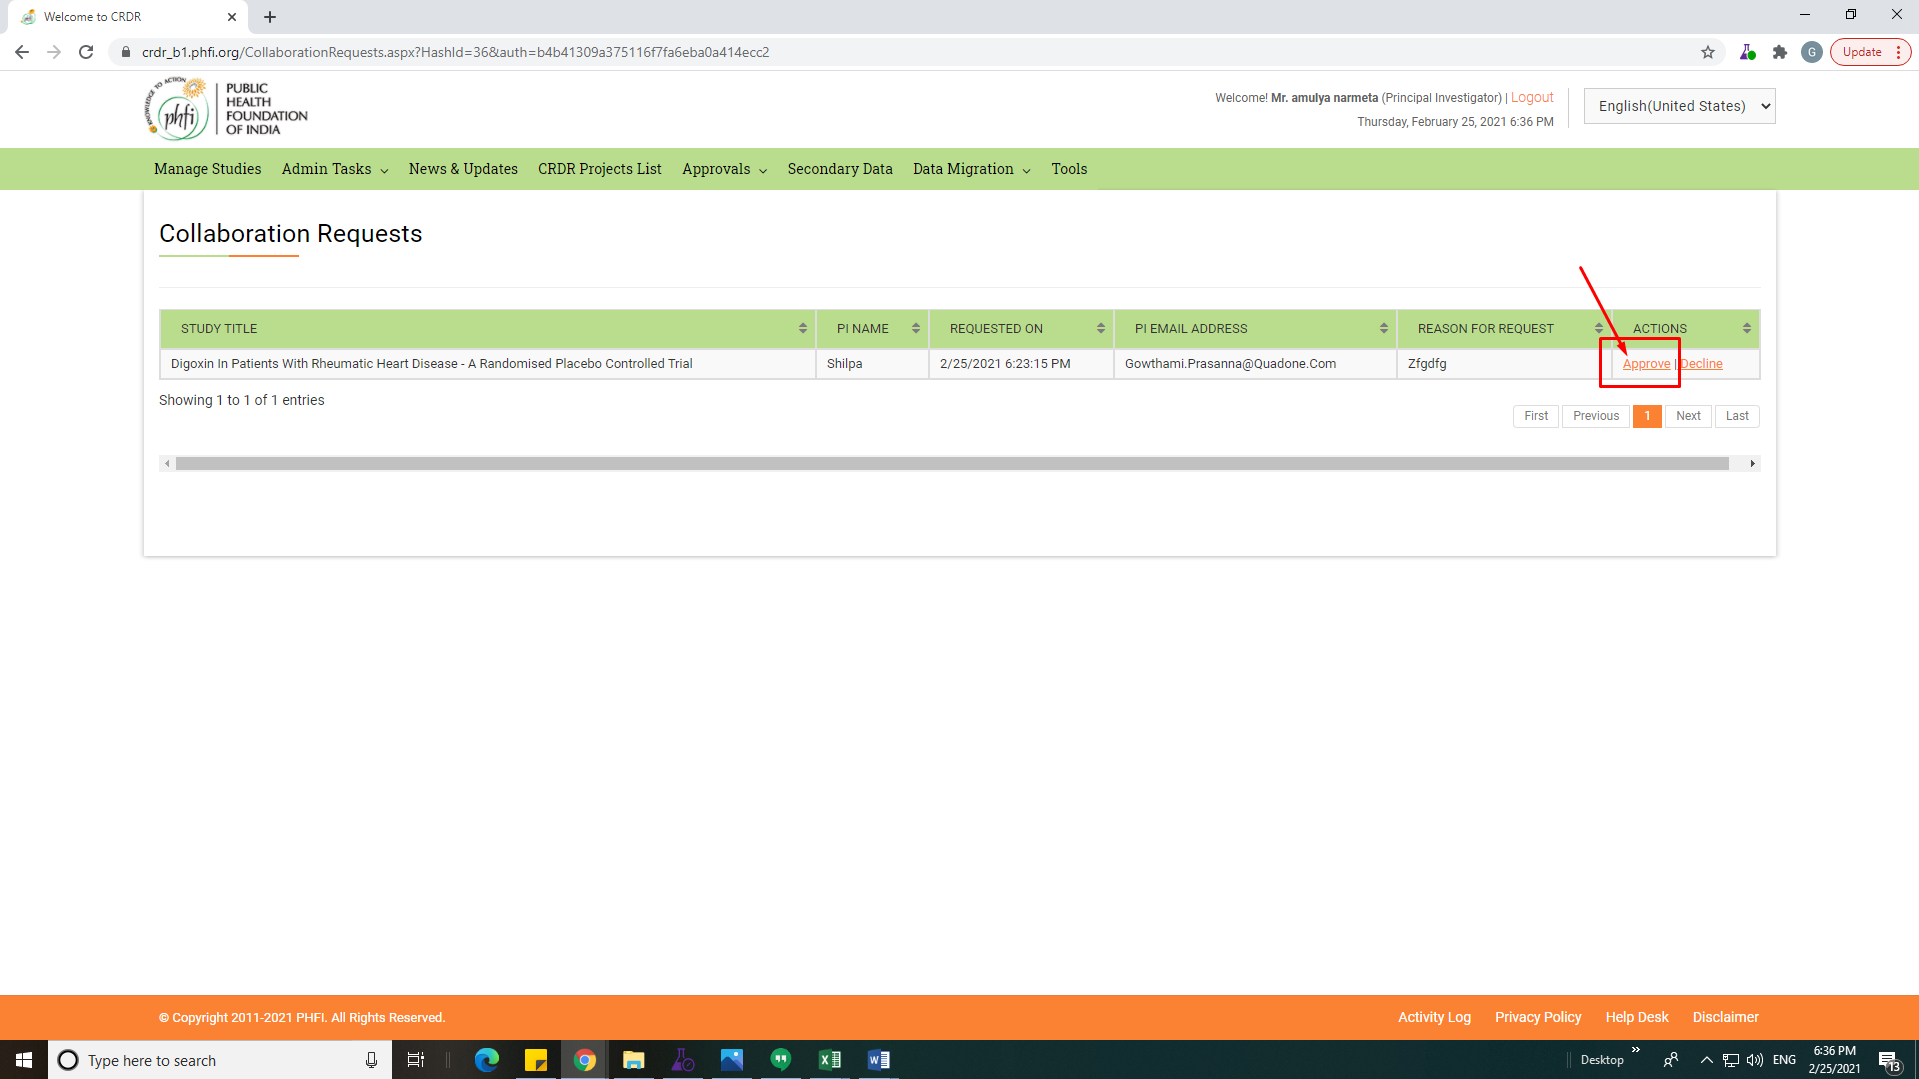 Welcome to CRDR
crdr_b1.phfi.org/CollaborationRequests.aspx?HashId=36&auth=b4b41309a375116f7fa6eba0a414ecc2
G
Update
KNOWLEDGE TO ACTION
phfi
PUBLIC
HEALTH
FOUNDATION
OF INDIA
Welcome! Mr. amulya narmeta (Principal Investigator) | Logout
Thursday, February 25, 2021 6:36 PM
English(United States)
Manage Studies Admin Tasks News & Updates CRDR Projects List Approvals Secondary Data Data Migration Tools
Collaboration Requests
STUDY TITLE PI NAME REQUESTED ON PI EMAIL ADDRESS REASON FOR REQUEST ACTIONS
Digoxin In Patients With Rheumatic Heart Disease - A Randomised Placebo Controlled Trial Shilpa 2/25/2021 6:23:15 PM Gowthami.Prasanna@Quadone.Com Zfgdfg Approve | Decline
Showing 1 to 1 of 1 entries
First Previous 1 Next Last
© Copyright 2011-2021 PHFI. All Rights Reserved.
Activity Log Privacy Policy Help Desk Disclaimer
Type here to search
Desktop
ENG
6:36 PM
2/25/2021
13